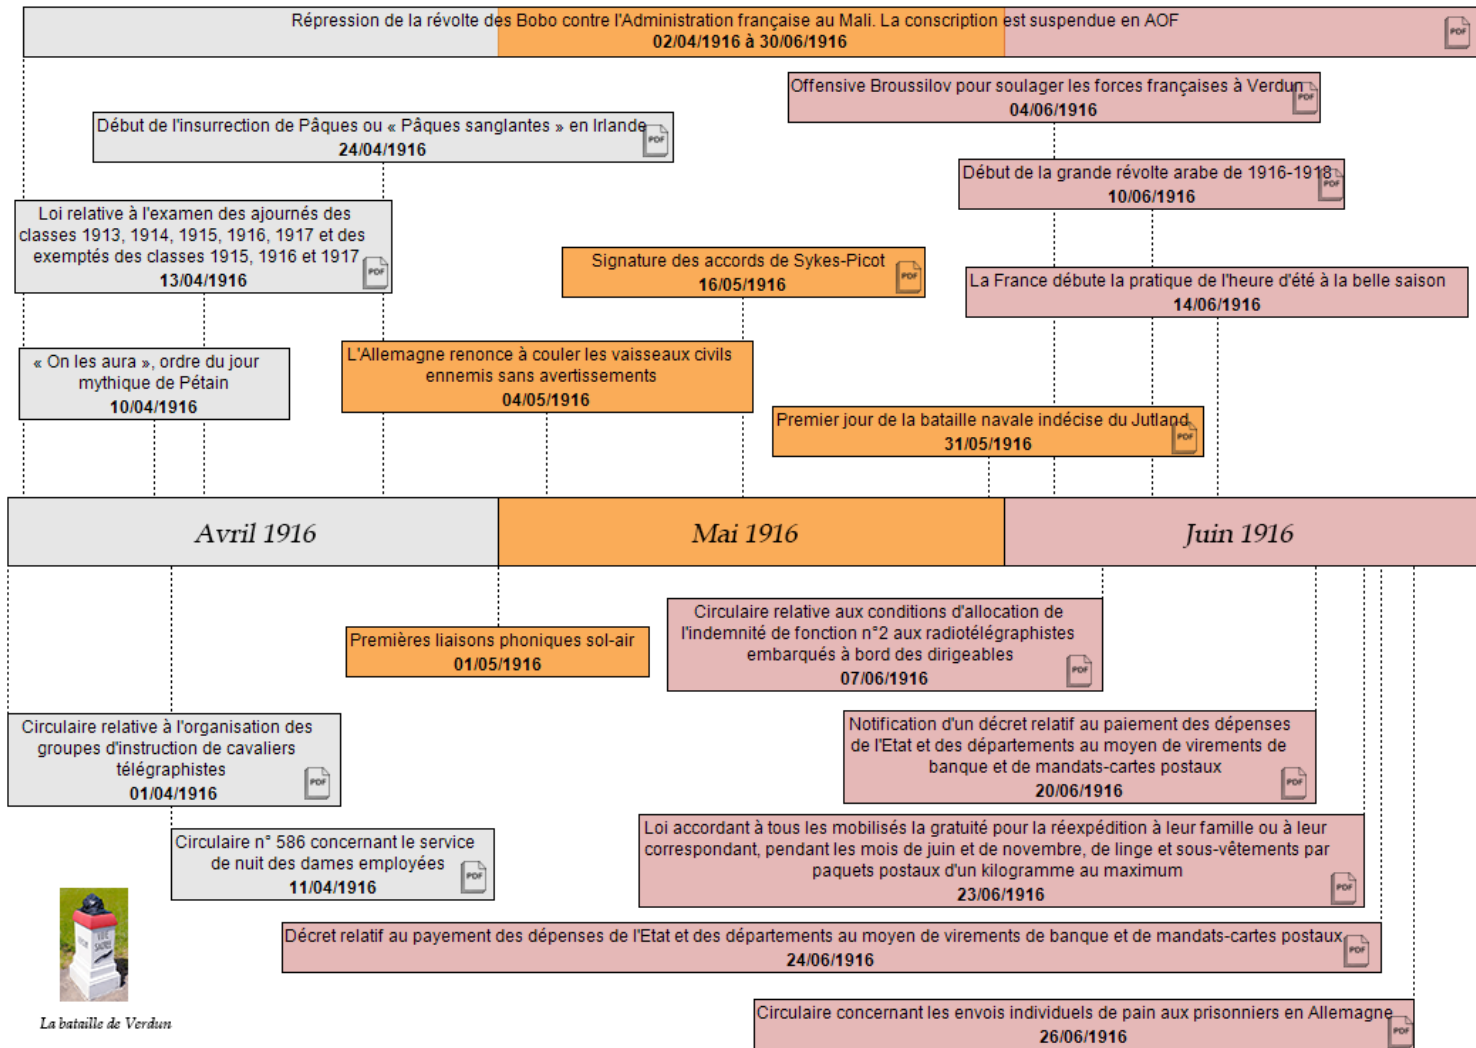 Répression de la révolte des Bobo contre l'Administration française au Mali. La conscription est suspendue en AOF
02/04/1916 à 30/06/1916
PDF
Offensive Broussilov pour soulager les forces françaises à Verdun
04/06/1916
PDF
Début de l'insurrection de Pâques ou « Pâques sanglantes » en Irlande
24/04/1916
PDF
Début de la grande révolte arabe de 1916-1918
10/06/1916
PDF
Loi relative à l'examen des ajournés des
classes 1913, 1914, 1915, 1916, 1917 et des
exemptés des classes 1915, 1916 et 1917
13/04/1916
PDF
Signature des accords de Sykes-Picot
16/05/1916
PDF
La France débute la pratique de l'heure d'été à la belle saison
14/06/1916
« On les aura », ordre du jour
mythique de Pétain
10/04/1916
L'Allemagne renonce à couler les vaisseaux civils
ennemis sans avertissements
04/05/1916
Premier jour de la bataille navale indécise du Jutland
31/05/1916
PDF
Avril 1916
Mai 1916
Juin 1916
Premières liaisons phoniques sol-air
01/05/1916
Circulaire relative aux conditions d'allocation de
l'indemnité de fonction n°2 aux radiotélégraphistes
embarqués à bord des dirigeables
07/06/1916
PDF
Circulaire relative à l'organisation des
groupes d'instruction de cavaliers
télégraphistes
01/04/1916
PDF
Notification d'un décret relatif au paiement des dépenses
de l'Etat et des départements au moyen de virements de
banque et de mandats-cartes postaux
20/06/1916
PDF
Circulaire n° 586 concernant le service
de nuit des dames employées
11/04/1916
PDF
Loi accordant à tous les mobilisés la gratuité pour la réexpédition à leur famille ou à leur
correspondant, pendant les mois de juin et de novembre, de linge et sous-vêtements par
paquets postaux d'un kilogramme au maximum
23/06/1916
PDF
Décret relatif au payement des dépenses de l'Etat et des départements au moyen de virements de banque et de mandats-cartes postaux
24/06/1916
PDF
La bataille de Verdun
Circulaire concernant les envois individuels de pain aux prisonniers en Allemagne
26/06/1916
PDF